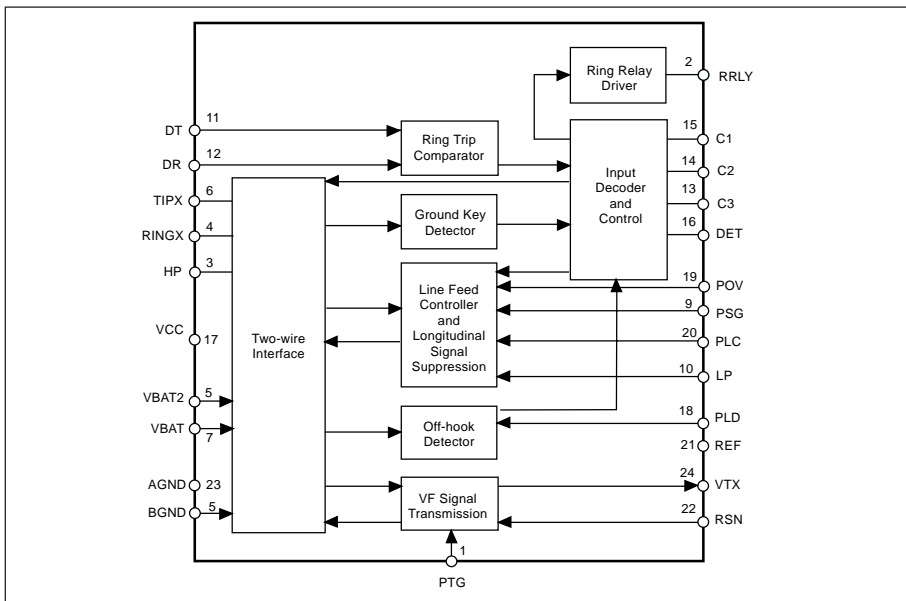 2
RRLY
Ring Relay
Driver
11
DT
15
C1
Ring Trip
Comparator
12
DR
14
C2
Input
Decoder
and
Control
13
C3
6
TIPX
Ground Key
Detector
16
DET
4
RINGX
3
HP
19
POV
Line Feed
Controller
and
Longitudinal
Signal
Suppression
9
PSG
VCC
17
Two-wire
Interface
20
PLC
10
LP
5
VBAT2
7
VBAT
Off-hook
Detector
18
PLD
21
REF
24
VTX
AGND
23
VF Signal
Transmission
5
BGND
22
RSN
1
PTG